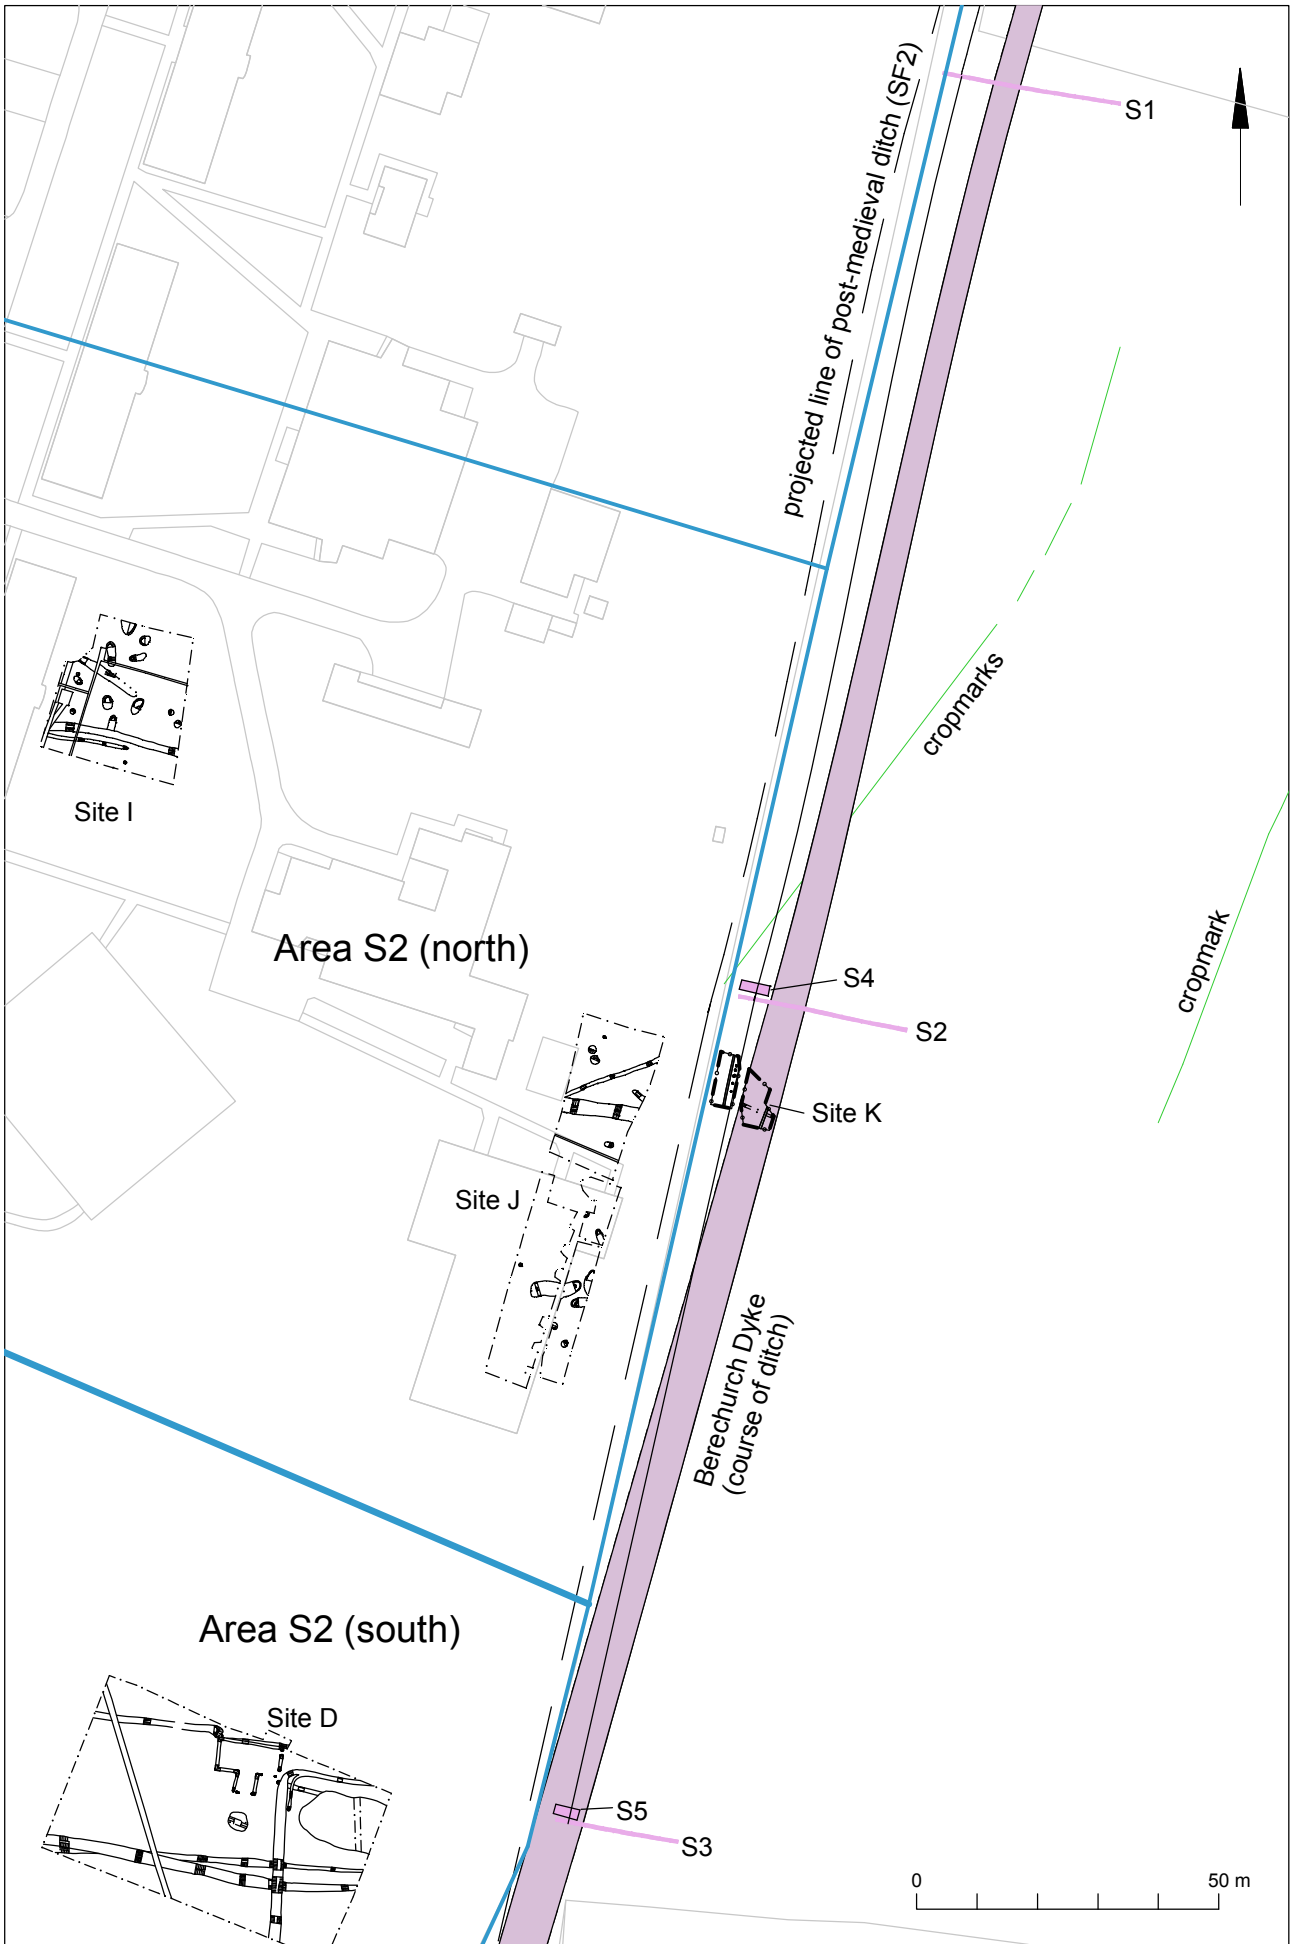 projected line of post-medieval ditch (SF2)
S1
cropmarks
Site I
Area S2 (north)
cropmark
S4
S2
Site K
Site J
Berechurch Dyke
(course of ditch)
Area S2 (south)
Site D
S5
S3
0
50 m